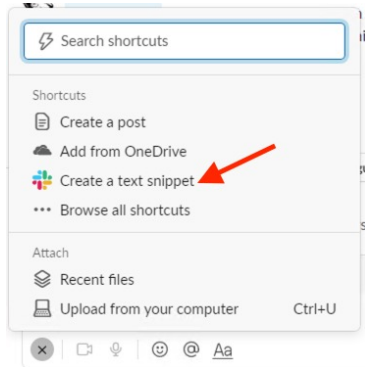 Search shortcuts
Shortcuts
Create a post
Add from OneDrive
Create a text snippet
Browse all shortcuts
Attach
Recent files
Upload from your computer Ctrl+U
@ Aa